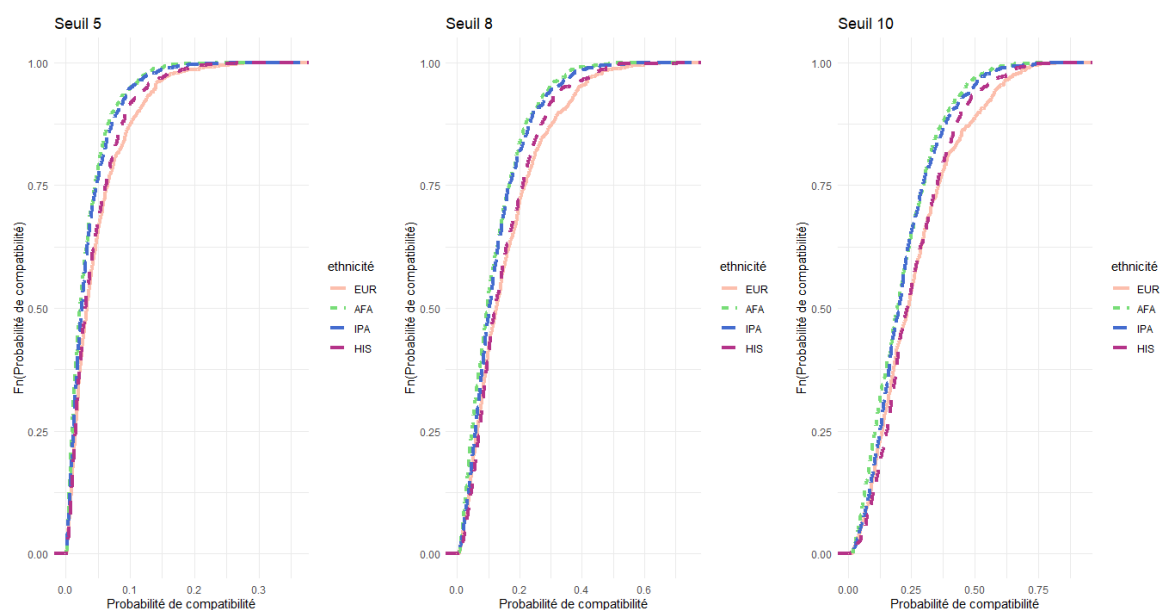 Seuil 5
1.00
0.75
0.50
0.25
0.00
Fn(Probabilité de compatibilité)
0.0 0.1 0.2 0.3
Probabilité de compatibilité
ethnicité
EUR
AFA
IPA
HIS
Seuil 8
1.00
0.75
0.50
0.25
0.00
Fn(Probabilité de compatibilité)
0.0 0.2 0.4 0.6
Probabilité de compatibilité
ethnicité
EUR
AFA
IPA
HIS
Seuil 10
1.00
0.75
0.50
0.25
0.00
Fn(Probabilité de compatibilité)
0.00 0.25 0.50 0.75
Probabilité de compatibilité
ethnicité
EUR
AFA
IPA
HIS